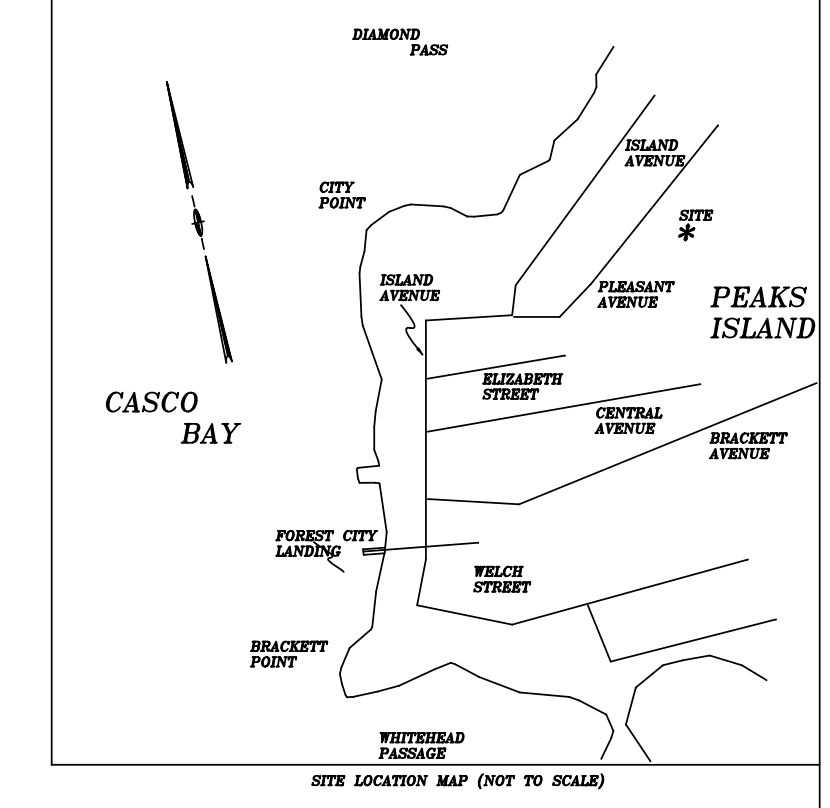 DIAMOND
PASS
ISLAND
AVENUE
CITY
POINT
SITE
*
ISLAND
AVENUE
PLEASANT
AVENUE
PEAKS
ISLAND
ELIZABETH
STREET
CASCO
BAY
CENTRAL
AVENUE
BRACKETT
AVENUE
FOREST CITY
LANDING
WELCH
STREET
BRACKETT
POINT
WHITEHEAD
PASSAGE
SITE LOCATION MAP (NOT TO SCALE)